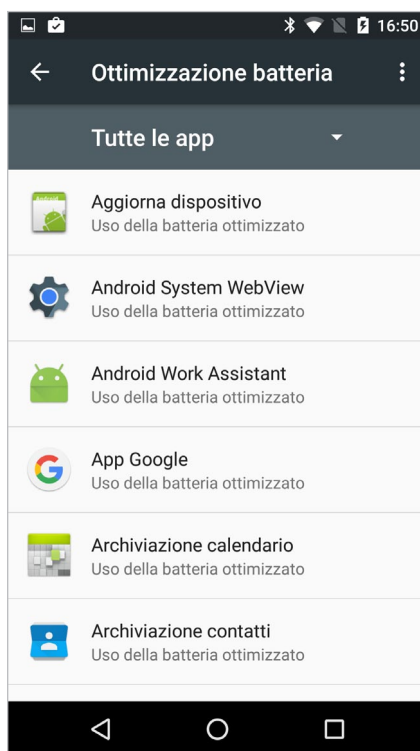 16:50
Ottimizzazione batteria
Tutte le app
Aggiorna dispositivo
Uso della batteria ottimizzato
Android System WebView
Uso della batteria ottimizzato
Android Work Assistant
Uso della batteria ottimizzato
App Google
Uso della batteria ottimizzato
Archiviazione calendario
Uso della batteria ottimizzato
Archiviazione contatti
Uso della batteria ottimizzato